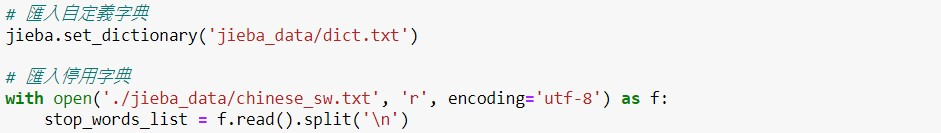 # 匯入自定義字典
jieba.set_dictionary('jieba_data/dict.txt')
# 匯入停用字典
with open('./jieba_data/chinese_sw.txt', 'r', encoding='utf-8') as f:
    stop_words_list = f.read().split('\n')